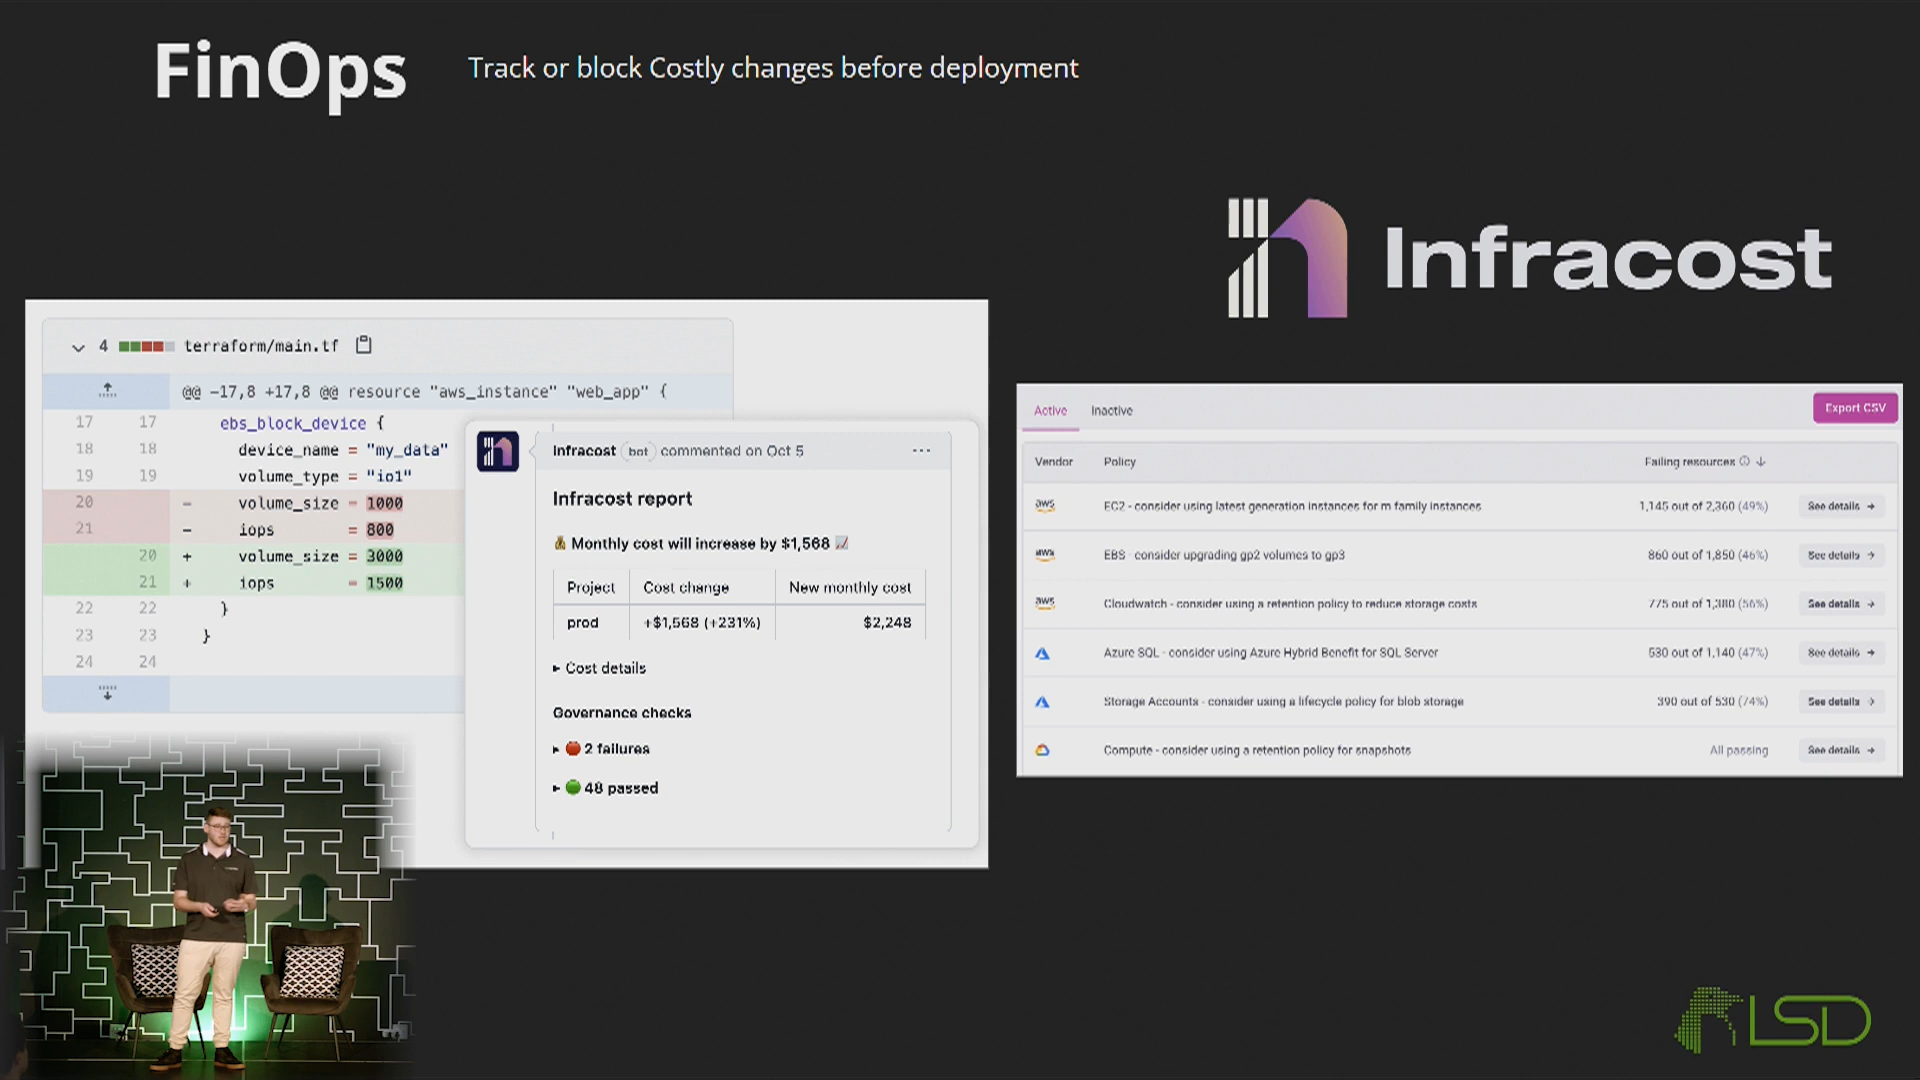 FinOps
Track or block Costly changes before deployment
Infracost
4 terraform/main.tf
@@ -17,8 +17,8 @@ resource "aws_instance" "web_app" {
17 17 ebs_block_device {
18 18 device_name = "my_data"
19 19 volume_type = "io1"
20 - volume_size = 1000
21 - iops = 800
20 + volume_size = 3000
21 + iops = 1500
22 22 }
23 23 }
24 24
Infracost bot commented on Oct 5 ...
Infracost report
💰 Monthly cost will increase by $1,568 📈
Project Cost change New monthly cost
prod +$1,568 (+231%) $2,248
▸ Cost details
Governance checks
▸ 🔴 2 failures
▸ 🟢 48 passed
Active Inactive Export CSV
Vendor Policy Failing resources ↓
aws EC2 - consider using latest generation instances for m family instances 1,145 out of 2,360 (49%) See details →
aws EBS - consider upgrading gp2 volumes to gp3 860 out of 1,850 (46%) See details →
aws Cloudwatch - consider using a retention policy to reduce storage costs 775 out of 1,380 (56%) See details →
Azure SQL - consider using Azure Hybrid Benefit for SQL Server 530 out of 1,140 (47%) See details →
Storage Accounts - consider using a lifecycle policy for blob storage 390 out of 530 (74%) See details →
Compute - consider using a retention policy for snapshots All passing See details →
LSD